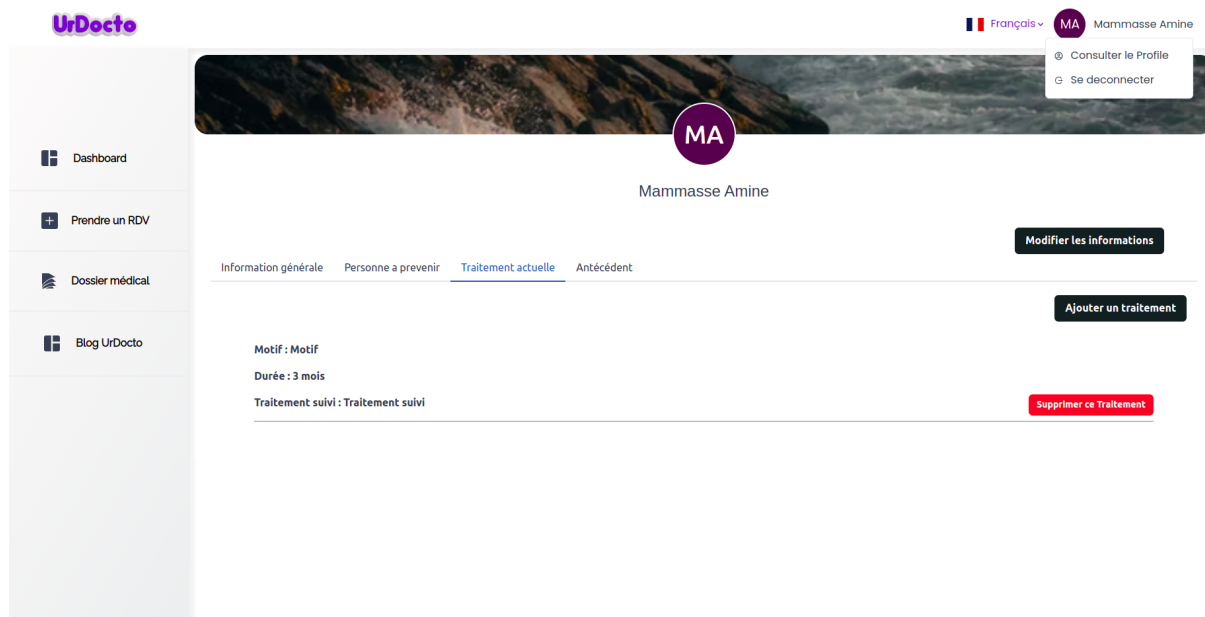 UrDocto
Français
MA
Mammasse Amine
Consulter le Profile
Se deconnecter
MA
Mammasse Amine
Dashboard
Prendre un RDV
Dossier médical
Blog UrDocto
Modifier les informations
Information générale Personne a prevenir Traitement actuelle Antécédent
Ajouter un traitement
Motif : Motif
Durée : 3 mois
Traitement suivi : Traitement suivi
Supprimer ce Traitement